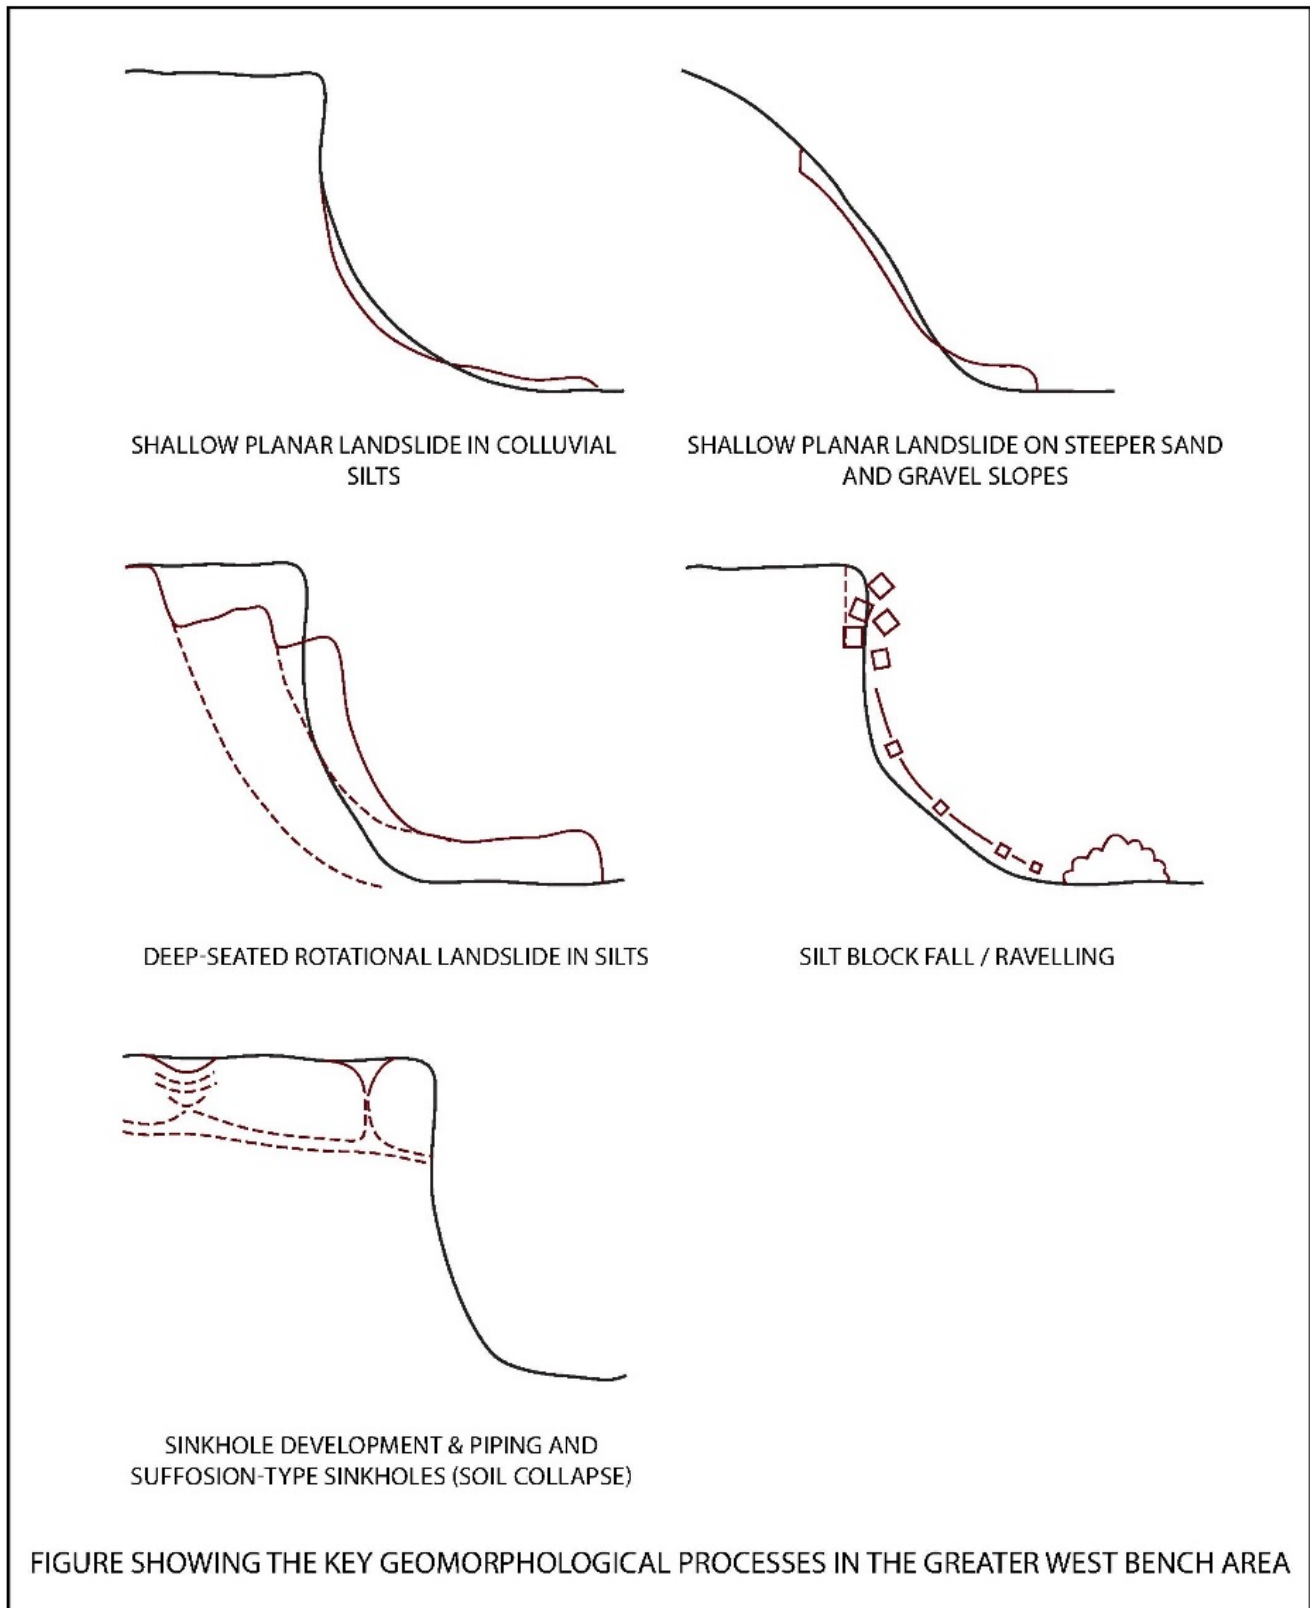 SHALLOW PLANAR LANDSLIDE IN COLLUVIAL
SILTS
SHALLOW PLANAR LANDSLIDE ON STEEPER SAND
AND GRAVEL SLOPES
DEEP-SEATED ROTATIONAL LANDSLIDE IN SILTS
SILT BLOCK FALL / RAVELLING
SINKHOLE DEVELOPMENT & PIPING AND
SUFFOSION-TYPE SINKHOLES (SOIL COLLAPSE)
FIGURE SHOWING THE KEY GEOMORPHOLOGICAL PROCESSES IN THE GREATER WEST BENCH AREA